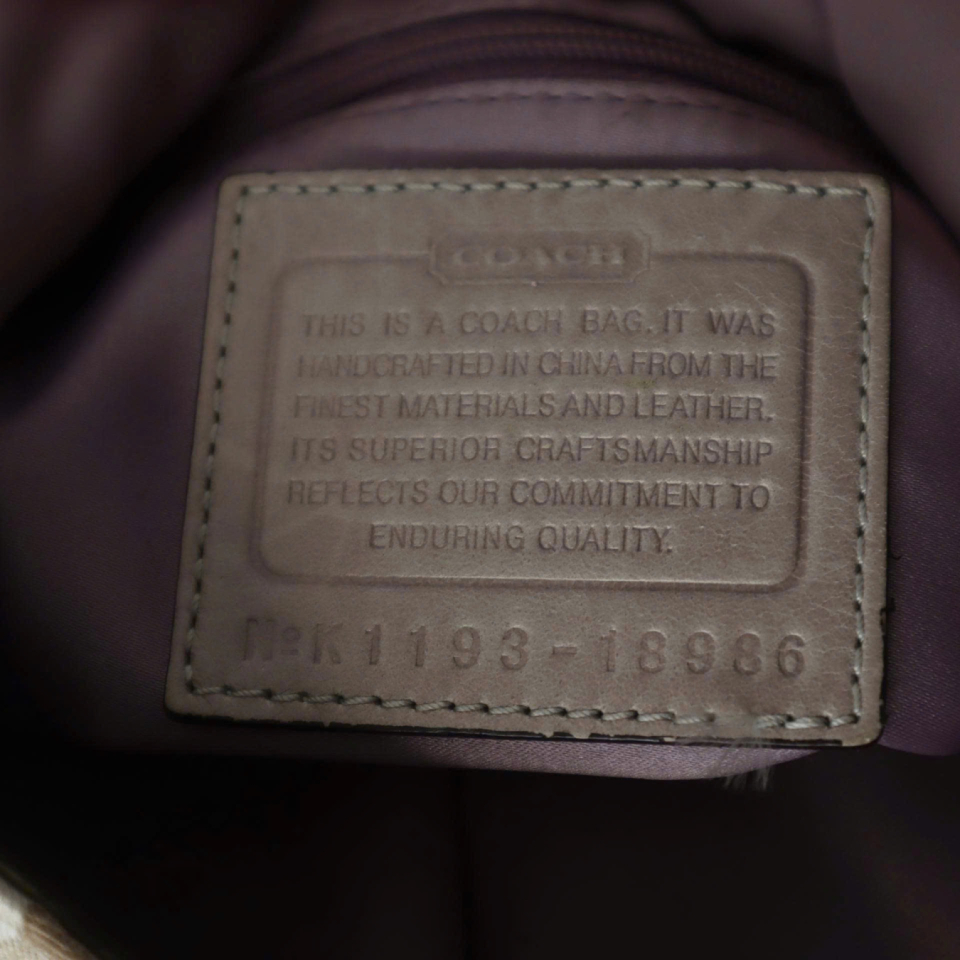 COACH
THIS IS A COACH BAG. IT WAS
HANDCRAFTED IN CHINA FROM THE
FINEST MATERIALS AND LEATHER.
ITS SUPERIOR CRAFTSMANSHIP
REFLECTS OUR COMMITMENT TO
ENDURING QUALITY.
Nº K1193-18986